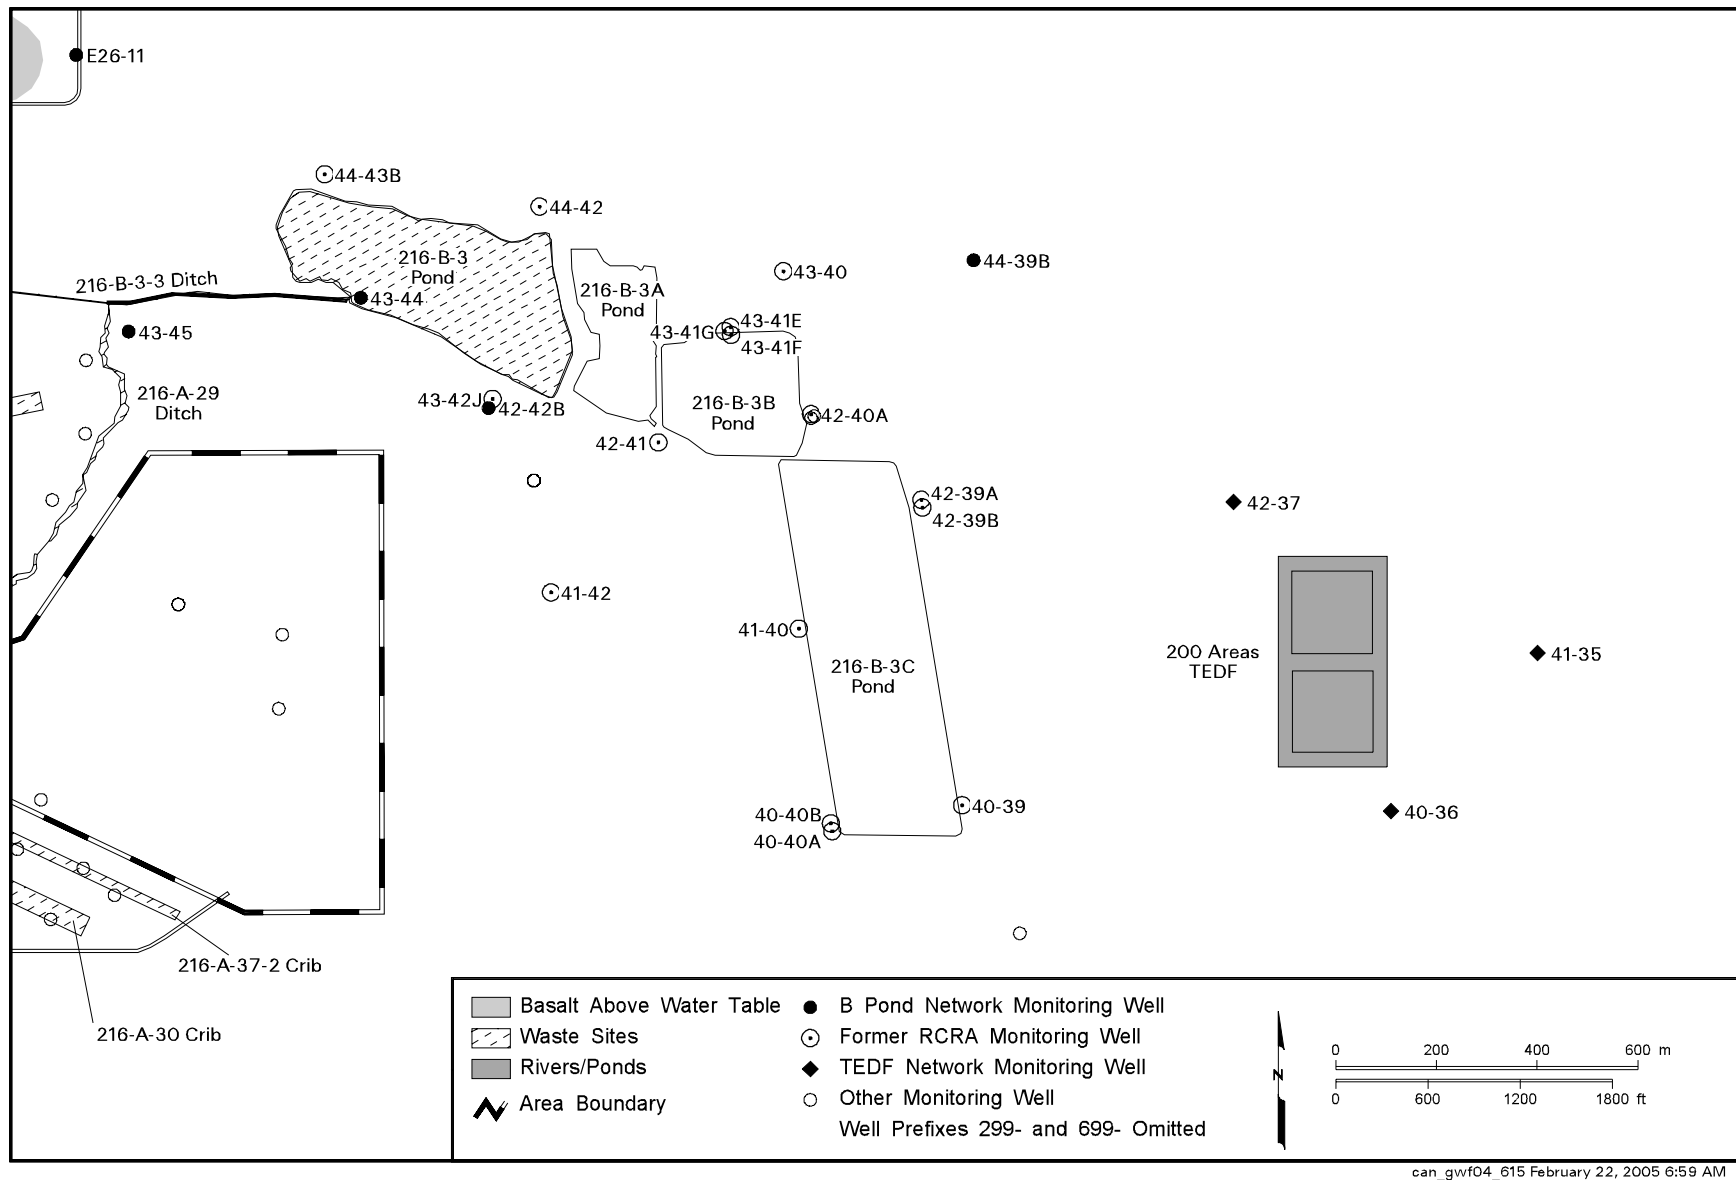 E26-11
44-43B
44-42
216-B-3
Pond
44-39B
43-40
216-B-3-3 Ditch
216-B-3A
Pond
43-44
43-45
43-41E
43-41G
43-41F
216-A-29
Ditch
43-42J
42-42B
216-B-3B
Pond
42-40A
42-41
42-39A
42-39B
42-37
41-42
41-40
216-B-3C
Pond
200 Areas
TEDF
41-35
40-39
40-40B
40-40A
40-36
216-A-37-2 Crib
216-A-30 Crib
Basalt Above Water Table
Waste Sites
Rivers/Ponds
Area Boundary
B Pond Network Monitoring Well
Former RCRA Monitoring Well
TEDF Network Monitoring Well
Other Monitoring Well
Well Prefixes 299- and 699- Omitted
N
0 200 400 600 m
0 600 1200 1800 ft
can_gwf04_615 February 22, 2005 6:59 AM